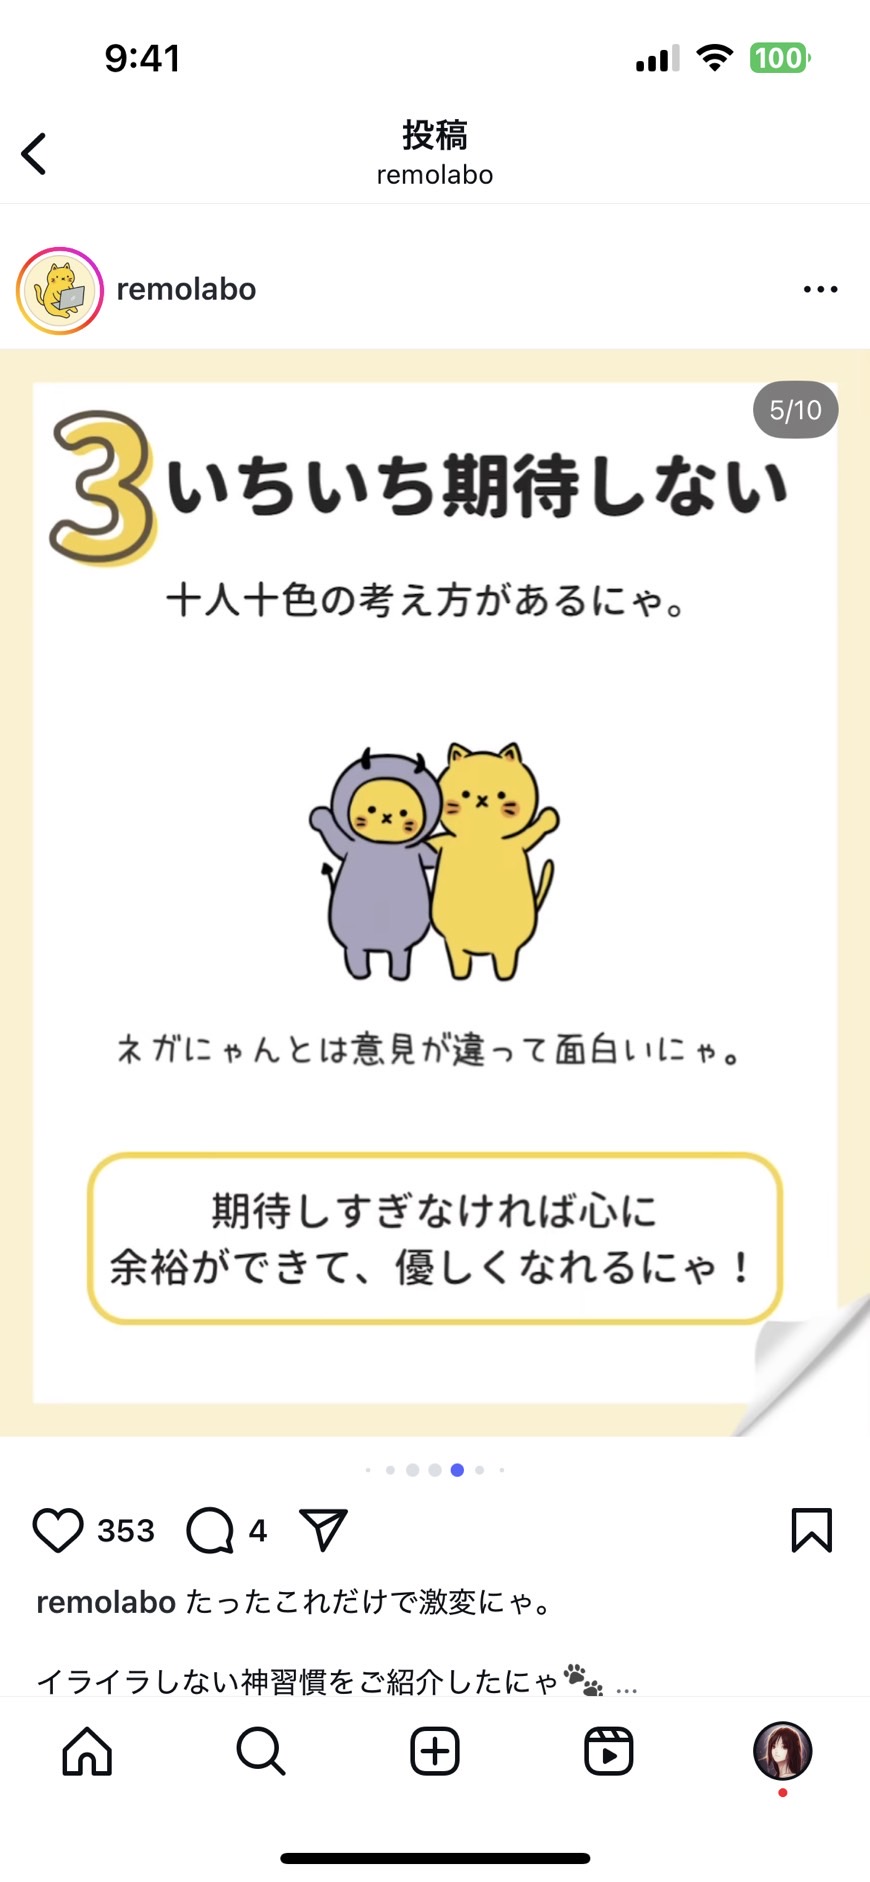 9:41
100
投稿
remolabo
remolabo
5/10
3 いちいち期待しない
十人十色の考え方があるにゃ。
ネガにゃんとは意見が違って面白いにゃ。
期待しすぎなければ心に
余裕ができて、優しくなれるにゃ！
353
4
remolabo たったこれだけで激変にゃ。
イライラしない神習慣をご紹介したにゃ🐾 ...